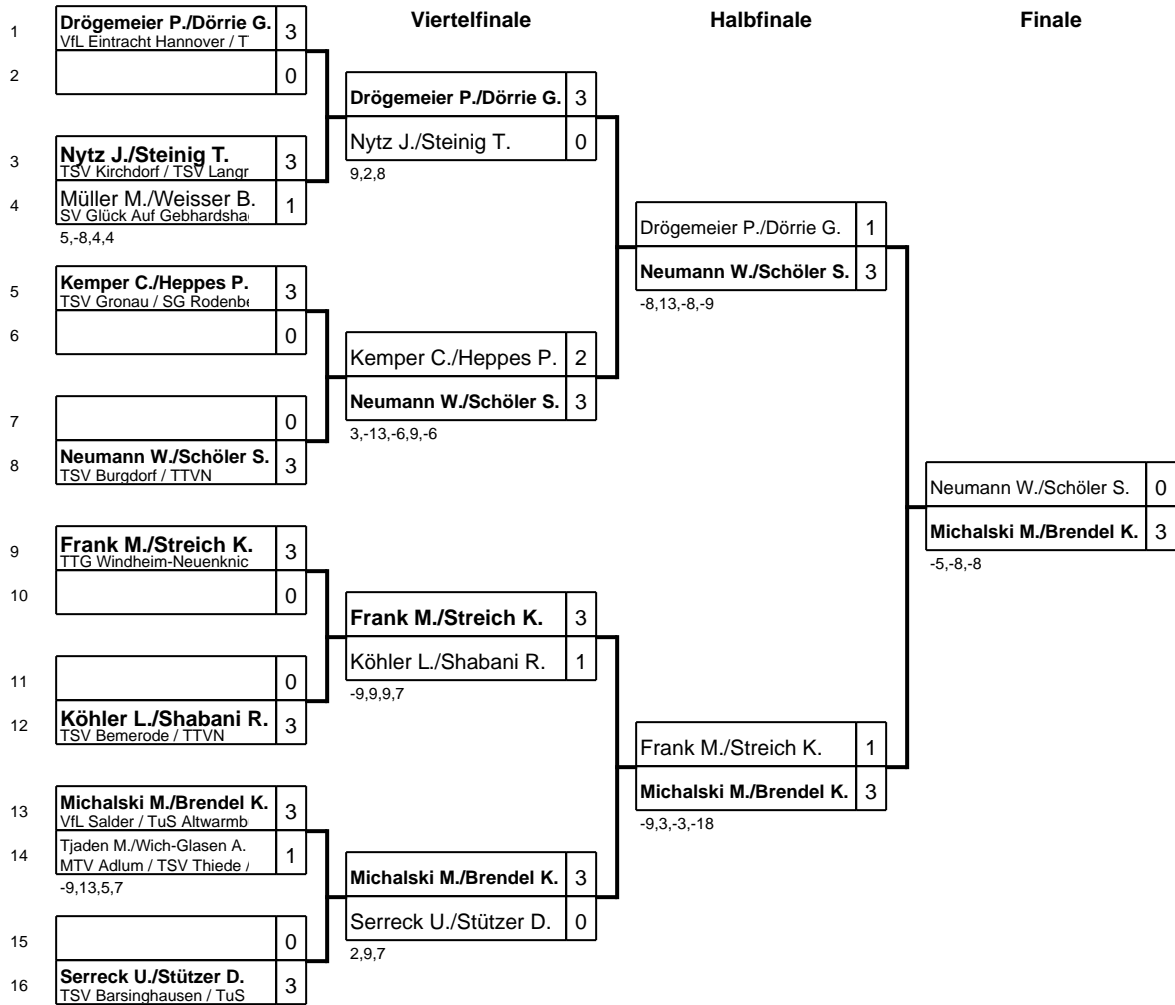 Viertelfinale
Halbfinale
Finale
1
Drögemeier P./Dörrie G.
3
VfL Eintracht Hannover / T
2
0
3
Nytz J./Steinig T.
3
TSV Kirchdorf / TSV Langr
4
Müller M./Weisser B.
1
SV Glück Auf Gebhardsha
5,-8,4,4
5
Kemper C./Heppes P.
3
TSV Gronau / SG Rodenbe
6
0
7
0
8
Neumann W./Schöler S.
3
TSV Burgdorf / TTVN
9
Frank M./Streich K.
3
TTG Windheim-Neuenknic
10
0
11
0
12
Köhler L./Shabani R.
3
TSV Bemerode / TTVN
13
Michalski M./Brendel K.
3
VfL Salder / TuS Altwarmb
14
Tjaden M./Wich-Glasen A.
1
MTV Adlum / TSV Thiede /
-9,13,5,7
15
0
16
Serreck U./Stützer D.
3
TSV Barsinghausen / TuS
Drögemeier P./Dörrie G.
3
Nytz J./Steinig T.
0
9,2,8
Kemper C./Heppes P.
2
Neumann W./Schöler S.
3
3,-13,-6,9,-6
Frank M./Streich K.
3
Köhler L./Shabani R.
1
-9,9,9,7
Michalski M./Brendel K.
3
Serreck U./Stützer D.
0
2,9,7
Drögemeier P./Dörrie G.
1
Neumann W./Schöler S.
3
-8,13,-8,-9
Frank M./Streich K.
1
Michalski M./Brendel K.
3
-9,3,-3,-18
Neumann W./Schöler S.
0
Michalski M./Brendel K.
3
-5,-8,-8